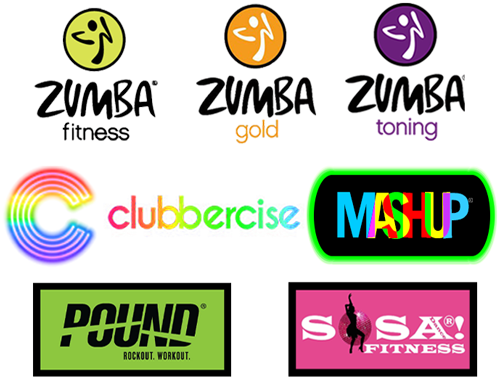 ZUMBA®
fitness
ZUMBA
gold
ZUMBA
toning
C clubbercise
MASHUP®
POUND®
ROCKOUT. WORKOUT.
SOSA®!
FITNESS